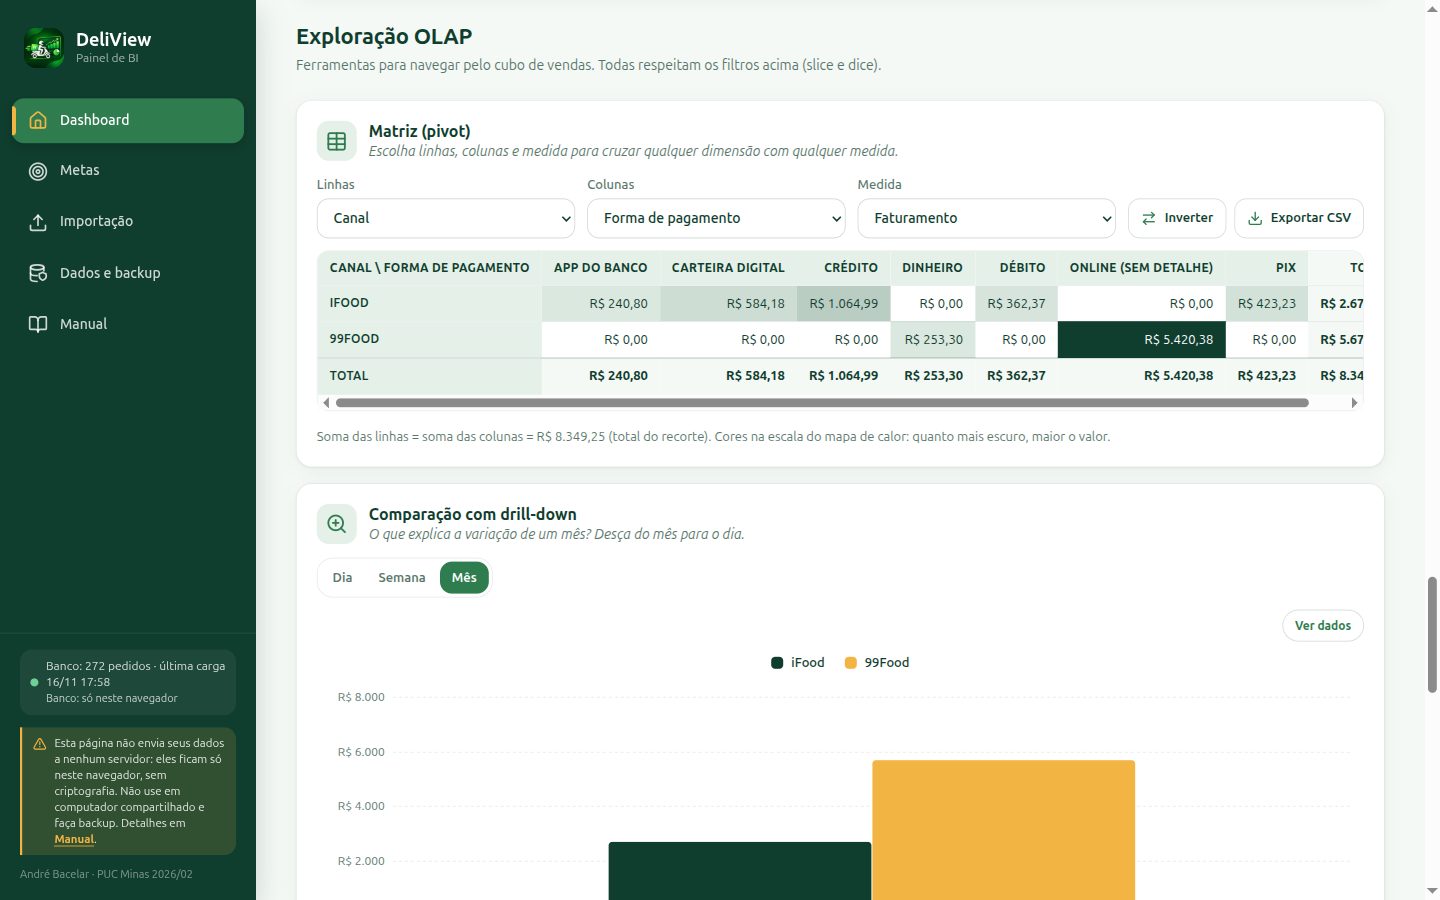 DeliView
Painel de BI
Dashboard
Metas
Importação
Dados e backup
Manual
Banco: 272 pedidos · última carga
16/11 17:58
Banco: só neste navegador
Esta página não envia seus dados
a nenhum servidor: eles ficam só
neste navegador, sem
criptografia. Não use em
computador compartilhado e
faça backup. Detalhes em
Manual.
André Bacelar · PUC Minas 2026/02
Exploração OLAP
Ferramentas para navegar pelo cubo de vendas. Todas respeitam os filtros acima (slice e dice).
Matriz (pivot)
Escolha linhas, colunas e medida para cruzar qualquer dimensão com qualquer medida.
Linhas Colunas Medida
Canal Forma de pagamento Faturamento Inverter Exportar CSV
CANAL \ FORMA DE PAGAMENTO APP DO BANCO CARTEIRA DIGITAL CRÉDITO DINHEIRO DÉBITO ONLINE (SEM DETALHE) PIX TO
IFOOD R$ 240,80 R$ 584,18 R$ 1.064,99 R$ 0,00 R$ 362,37 R$ 0,00 R$ 423,23 R$ 2.67
99FOOD R$ 0,00 R$ 0,00 R$ 0,00 R$ 253,30 R$ 0,00 R$ 5.420,38 R$ 0,00 R$ 5.67
TOTAL R$ 240,80 R$ 584,18 R$ 1.064,99 R$ 253,30 R$ 362,37 R$ 5.420,38 R$ 423,23 R$ 8.34
Soma das linhas = soma das colunas = R$ 8.349,25 (total do recorte). Cores na escala do mapa de calor: quanto mais escuro, maior o valor.
Comparação com drill-down
O que explica a variação de um mês? Desça do mês para o dia.
Dia Semana Mês
Ver dados
iFood 99Food
R$ 8.000
R$ 6.000
R$ 4.000
R$ 2.000